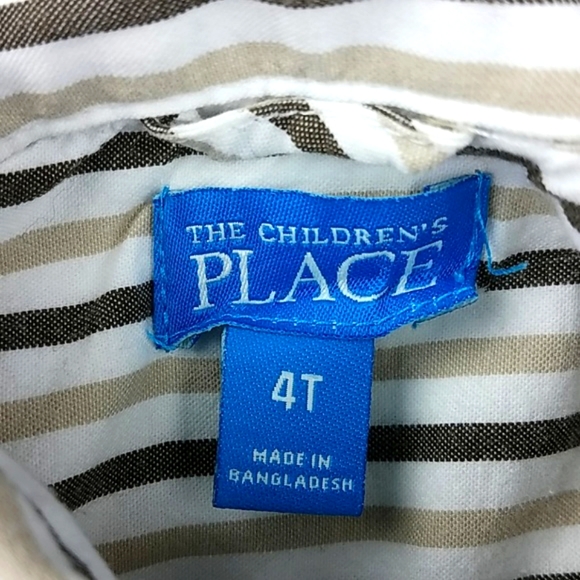 THE CHILDREN'S
PLACE
4T
MADE IN
BANGLADESH